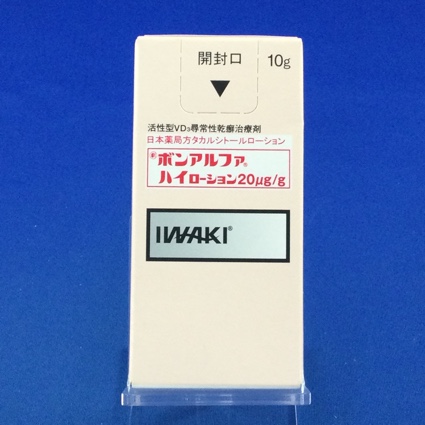 開封口 10g
活性型VD₃尋常性乾癬治療剤
日本薬局方タカルシトールローション
ボンアルファ®
ハイローション20μg/g
IWAKI®